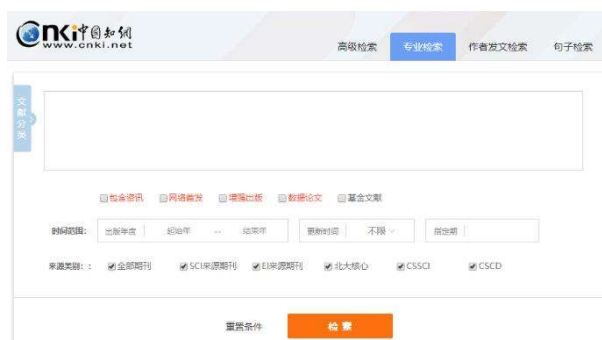 cnki中国知网
www.cnki.net
高级检索 专业检索 作者发文检索 句子检索
文献分类
包含资讯 网络首发 增强出版 数据论文 基金文献
时间范围: 出版年度 起始年 -- 结束年 更新时间 不限 指定期
来源类别:: 全部期刊 SCI来源期刊 EI来源期刊 北大核心 CSSCI CSCD
重置条件 检索